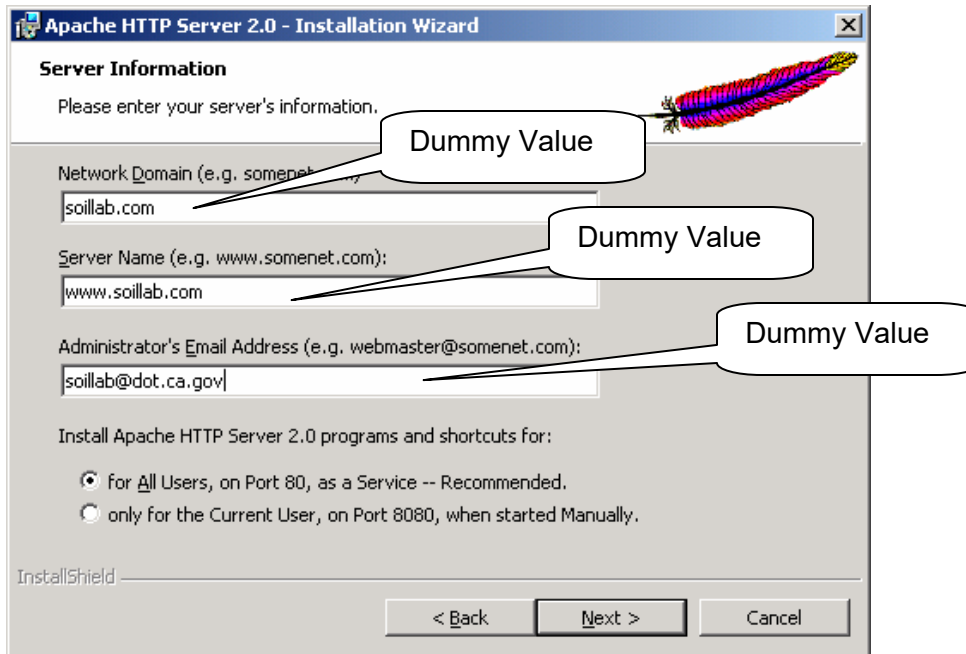 Apache HTTP Server 2.0 - Installation Wizard
Server Information
Please enter your server's information.
Dummy Value
Network Domain (e.g. somenet
soillab.com
Dummy Value
Server Name (e.g. www.somenet.com):
www.soillab.com
Dummy Value
Administrator's Email Address (e.g. webmaster@somenet.com):
soillab@dot.ca.gov
Install Apache HTTP Server 2.0 programs and shortcuts for:
for All Users, on Port 80, as a Service -- Recommended.
only for the Current User, on Port 8080, when started Manually.
InstallShield
< Back Next > Cancel